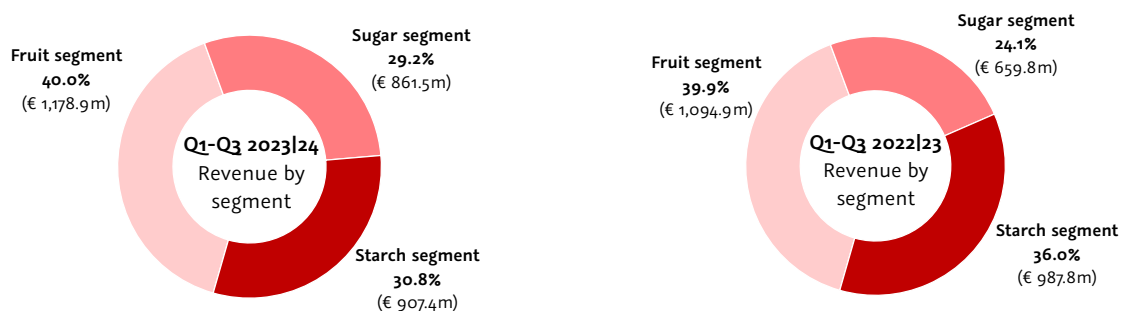 Fruit segment
40.0%
(€ 1,178.9m)
Sugar segment
29.2%
(€ 861.5m)
Q1-Q3 2023|24
Revenue by
segment
Starch segment
30.8%
(€ 907.4m)
Fruit segment
39.9%
(€ 1,094.9m)
Sugar segment
24.1%
(€ 659.8m)
Q1-Q3 2022|23
Revenue by
segment
Starch segment
36.0%
(€ 987.8m)